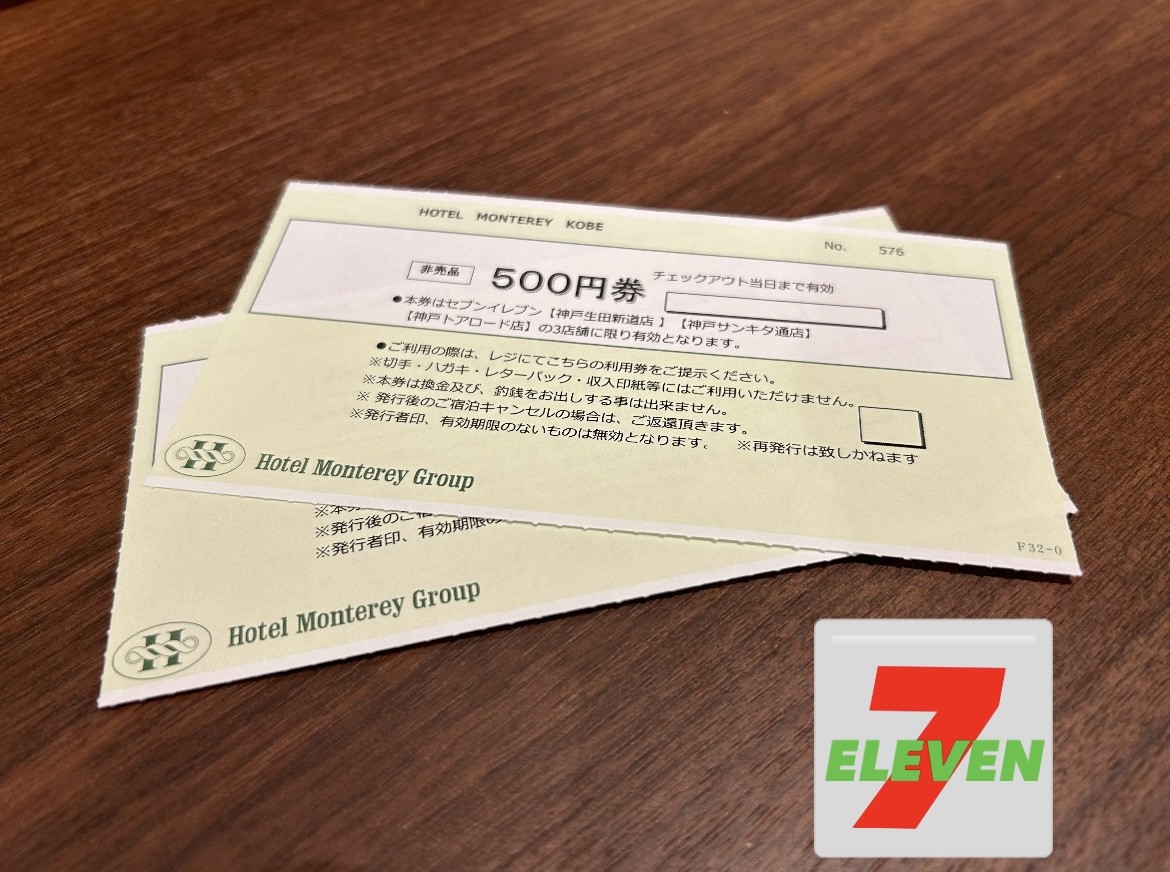 HOTEL MONTEREY KOBE
No. 576
非売品 500円券 チェックアウト当日まで有効
●本券はセブンイレブン【神戸生田新道店 】【神戸サンキタ通店】
【神戸トアロード店】の3店舗に限り有効となります。
●ご利用の際は、レジにてこちらの利用券をご提示ください。
※切手・ハガキ・レターパック・収入印紙等にはご利用いただけません。
※本券は換金及び、釣銭をお出しする事は出来ません。
※ 発行後のご宿泊キャンセルの場合は、ご返還頂きます。
※発行者印、有効期限のないものは無効となります。 ※再発行は致しかねます
Hotel Monterey Group
F32-0
※本券
※発行後のご宿
※発行者印、有効期限の
Hotel Monterey Group
7
ELEVEN